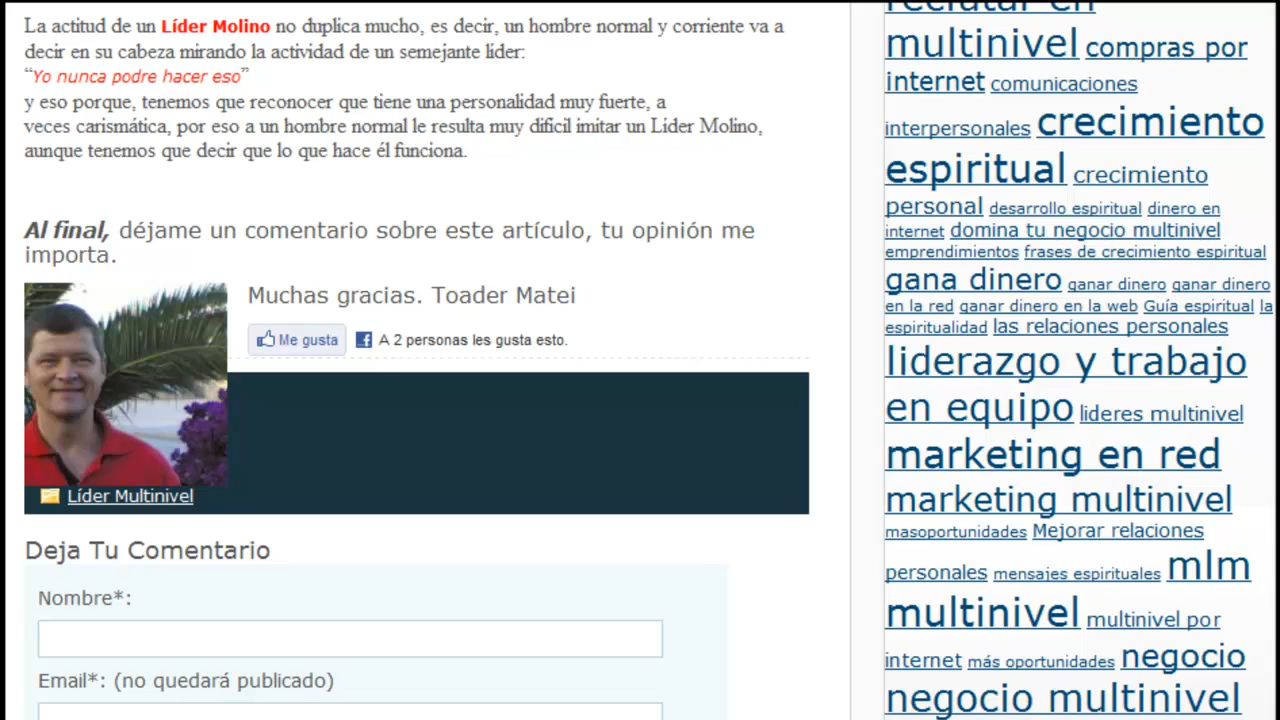 La actitud de un Líder Molino no duplica mucho, es decir, un hombre normal y corriente va a
decir en su cabeza mirando la actividad de un semejante líder:
“Yo nunca podre hacer eso”
y eso porque, tenemos que reconocer que tiene una personalidad muy fuerte, a
veces carismática, por eso a un hombre normal le resulta muy difícil imitar un Líder Molino,
aunque tenemos que decir que lo que hace él funciona.
Al final, déjame un comentario sobre este artículo, tu opinión me
importa.
Muchas gracias. Toader Matei
Me gusta
A 2 personas les gusta esto.
Líder Multinivel
Deja Tu Comentario
Nombre*:
Email*: (no quedará publicado)
reclutar en
multinivel compras por
internet comunicaciones
interpersonales crecimiento
espiritual crecimiento
personal desarrollo espiritual dinero en
internet domina tu negocio multinivel
emprendimientos frases de crecimiento espiritual
gana dinero ganar dinero ganar dinero
en la red ganar dinero en la web Guía espiritual la
espiritualidad las relaciones personales
liderazgo y trabajo
en equipo lideres multinivel
marketing en red
marketing multinivel
masoportunidades Mejorar relaciones
personales mensajes espirituales mlm
multinivel multinivel por
internet más oportunidades negocio
negocio multinivel